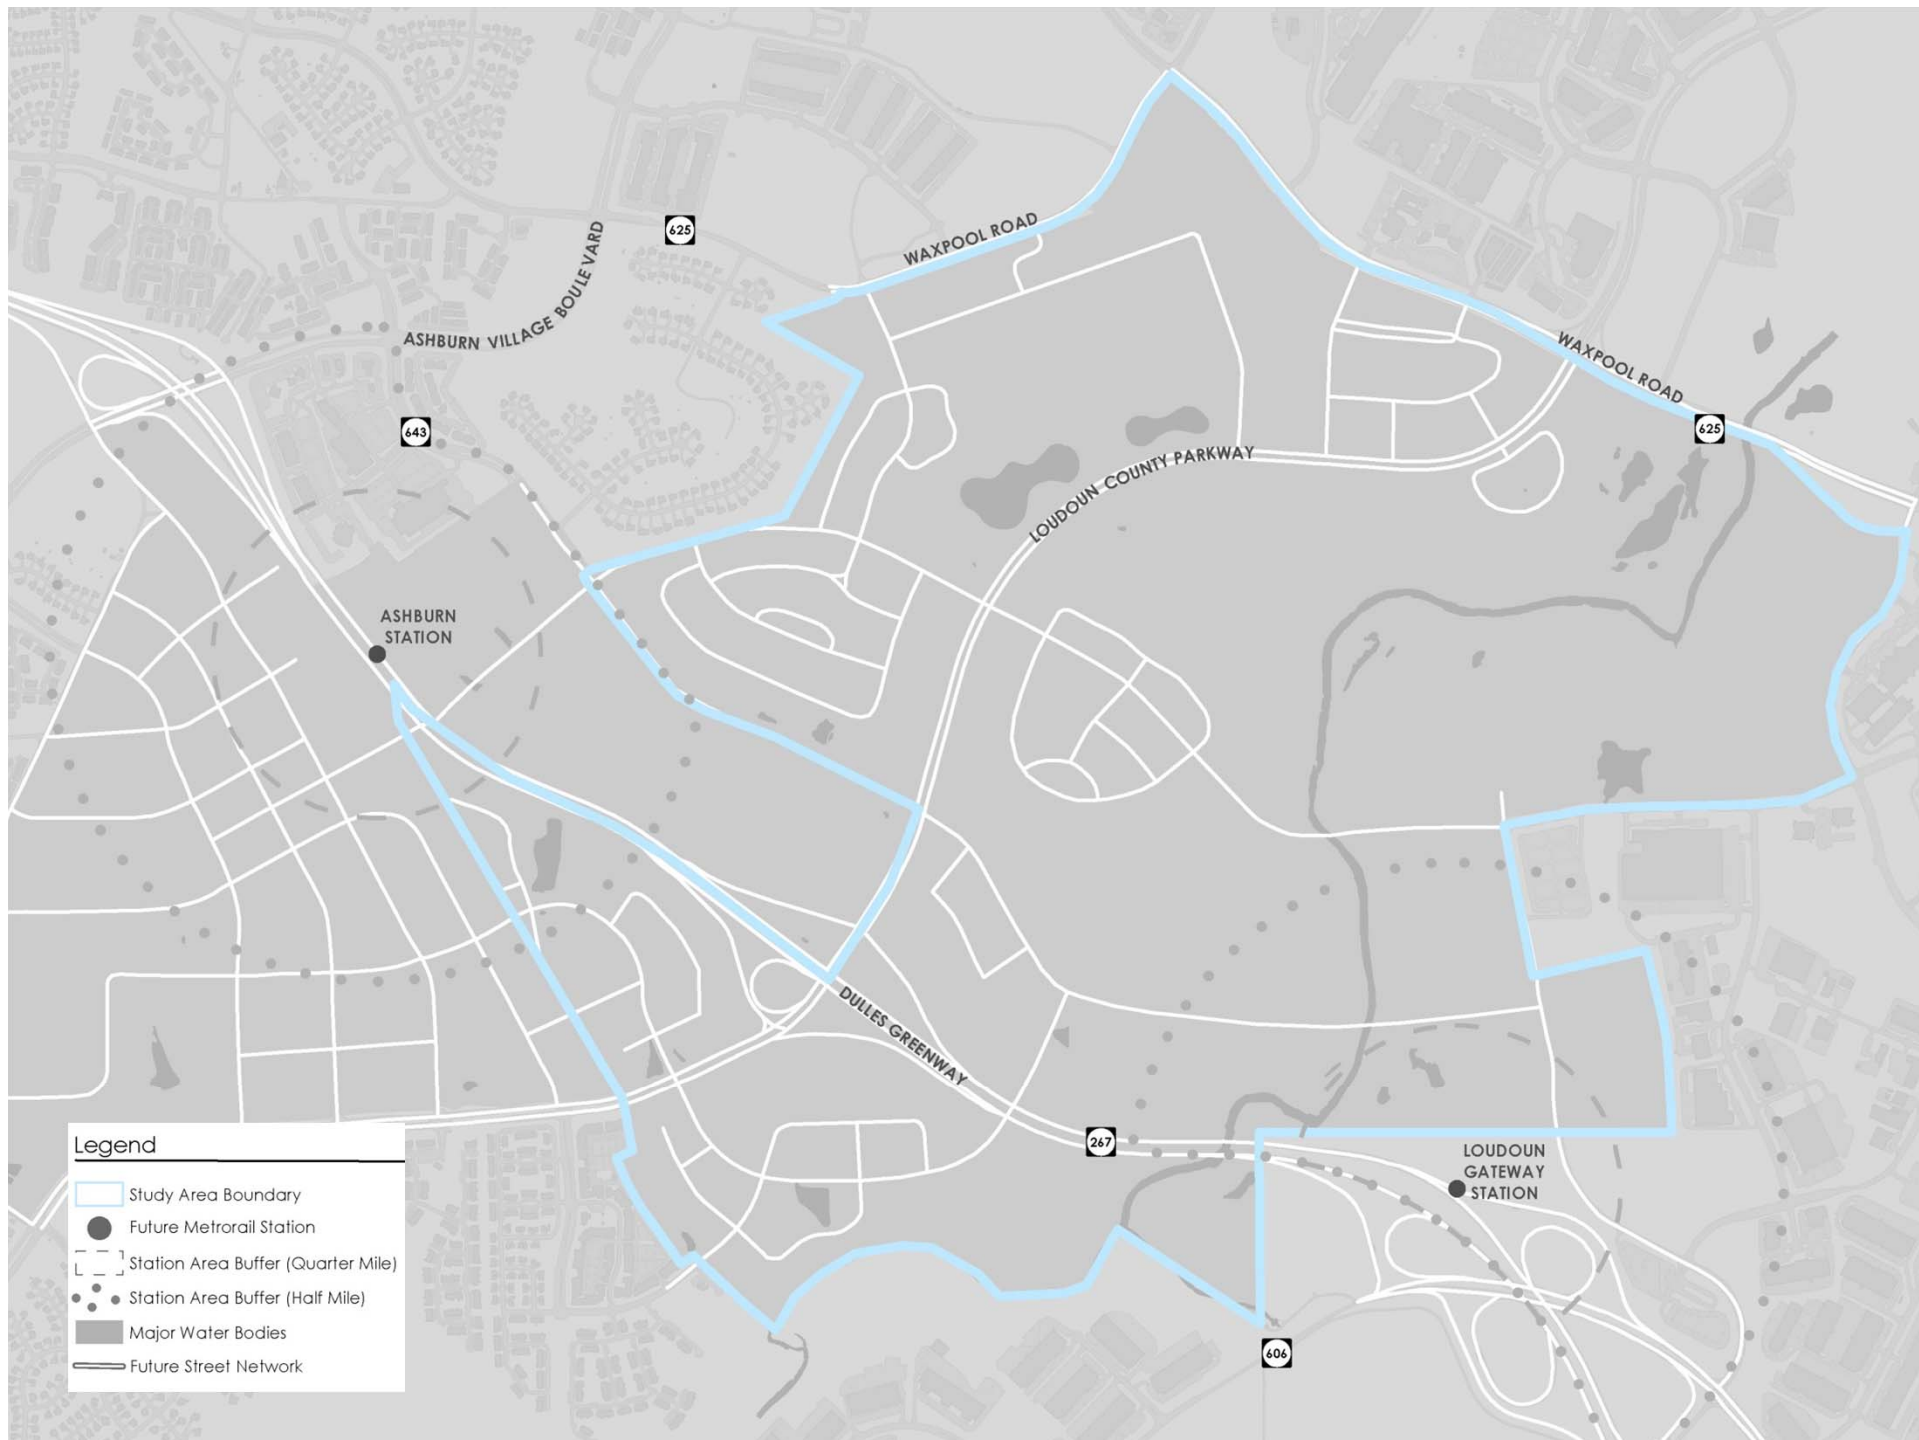 WAXPOOL ROAD
625
ASHBURN VILLAGE BOULEVARD
WAXPOOL ROAD
643
625
LOUDOUN COUNTY PARKWAY
ASHBURN
STATION
DULLES GREENWAY
267
LOUDOUN
GATEWAY
STATION
606
Legend
Study Area Boundary
Future Metrorail Station
Station Area Buffer (Quarter Mile)
Station Area Buffer (Half Mile)
Major Water Bodies
Future Street Network